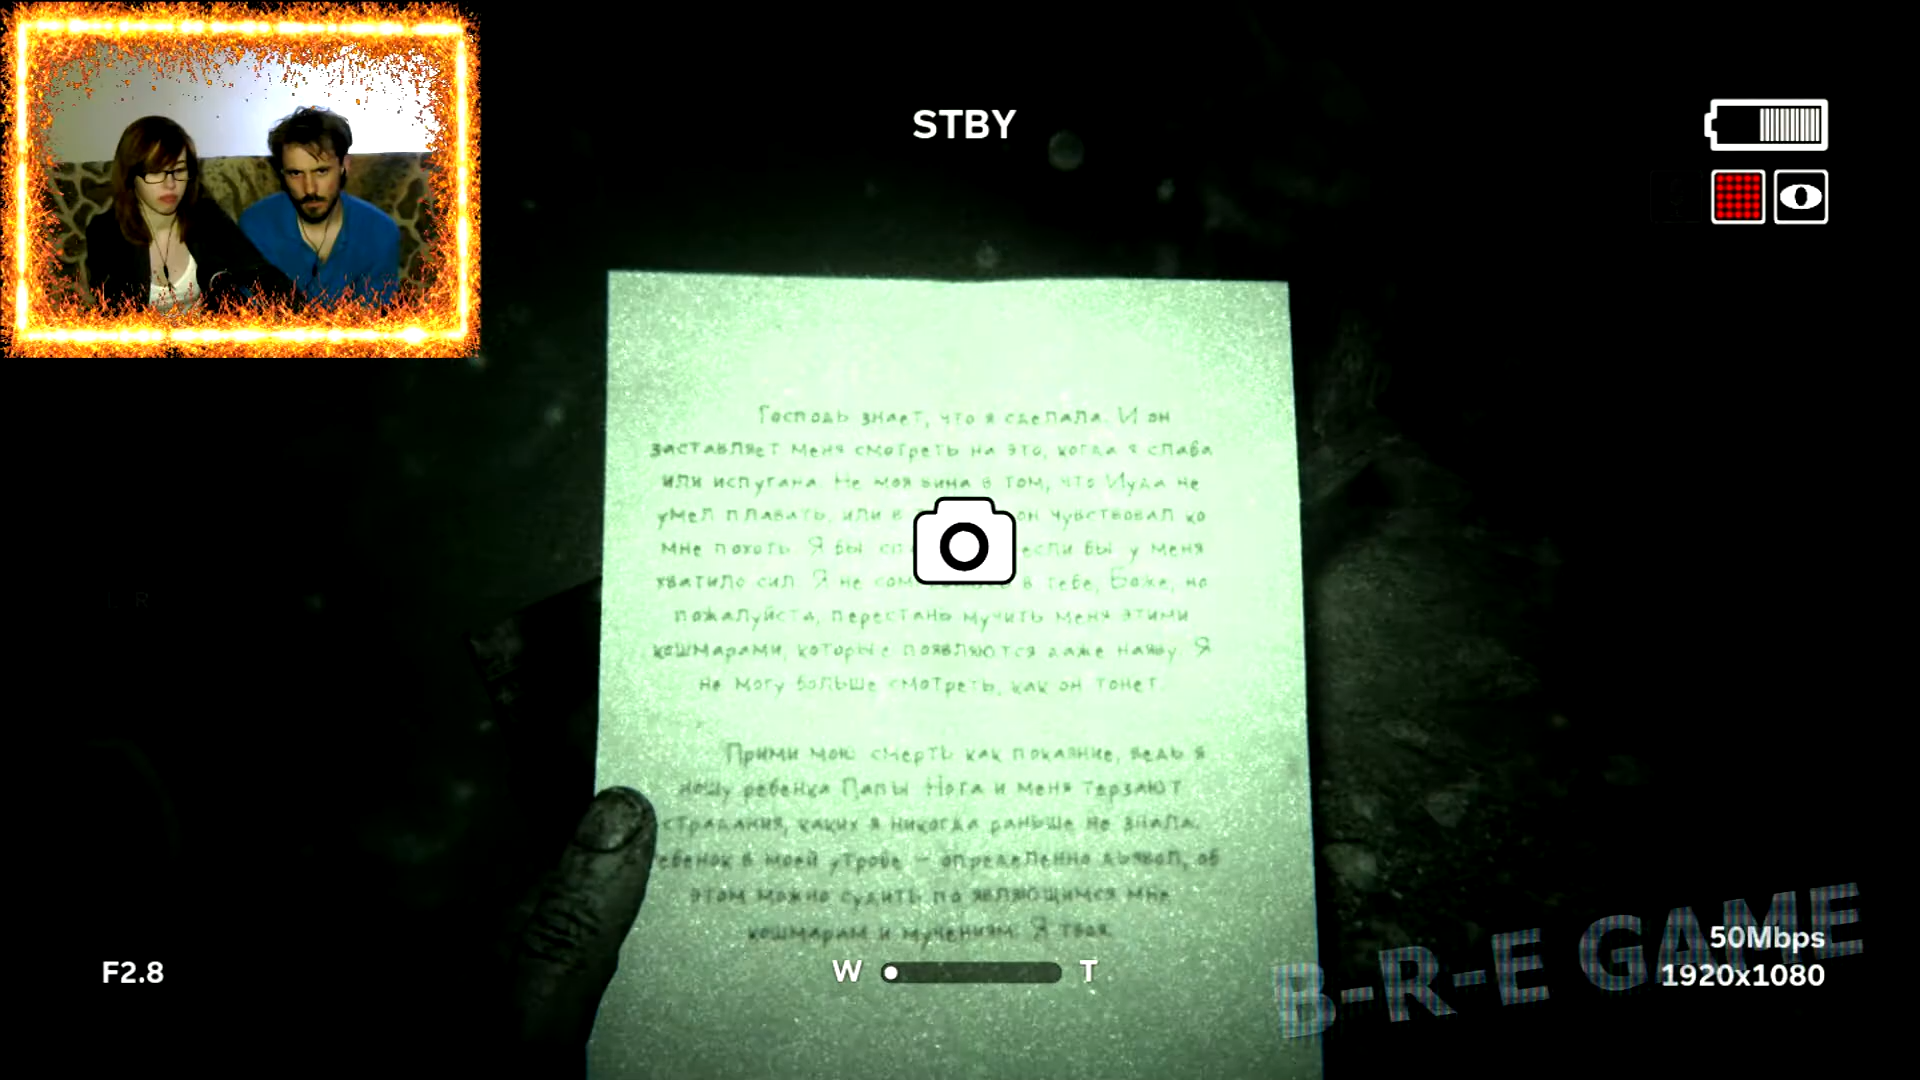 STBY
Господь знает, что я сделала. И он
заставляет меня смотреть на это, когда я слаба
или испугана. Не моя вина в том, что Иуда не
умел плавать, или в он чувствовал ко
мне похоть. Я бы если бы у меня
хватило сил. Я не в тебе, Боже, но
пожалуйста, перестань мучить меня этими
кошмарами, которые появляются даже наяву. Я
не могу больше смотреть, как он тонет.
Прими мою смерть как покаяние, ведь я
ношу ребенка Папы Нота и меня терзают
страдания, каких я никогда раньше не знала.
ебенок в моей утробе – определенно дьявол, об
этом можно судить по являющимся мне
кошмарам и мучениям. Я твоя.
F2.8
W T
50Mbps
1920x1080
B-R-E GAME